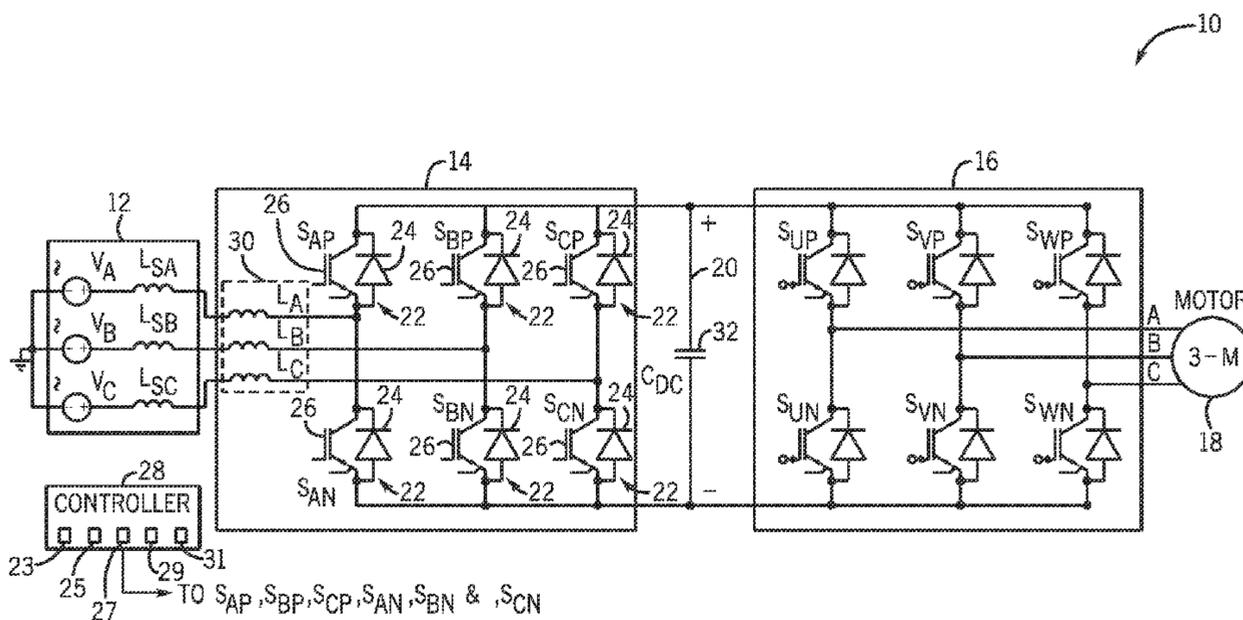 10
14
16
12
26
30
S_AP
24
S_BP
24
S_CP
24
S_UP
S_VP
S_WP
+
20
26
26
V_A
L_SA
L_A
22
22
22
MOTOR
V_B
L_SB
L_B
32
A
B
3-M
C
V_C
L_SC
L_C
C_DC
18
26
24
S_BN
24
S_CN
24
S_UN
S_VN
S_WN
26
26
S_AN
22
22
22
-
28
CONTROLLER
23
25
27
29
31
TO S_AP ,S_BP,S_CP,S_AN,S_BN & ,S_CN